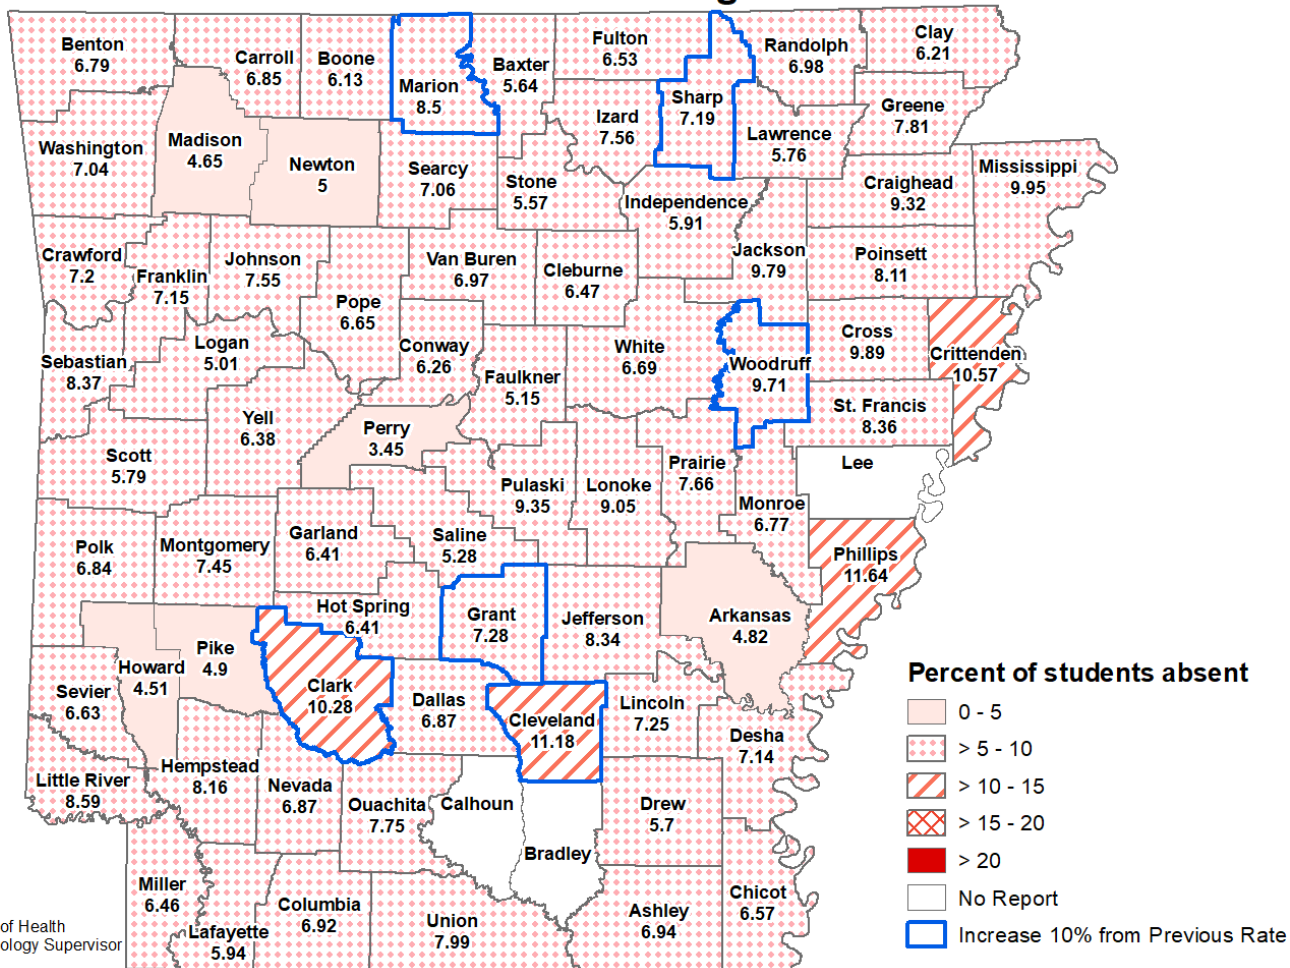 Benton
6.79
Carroll
6.85
Boone
6.13
Marion
8.5
Baxter
5.64
Fulton
6.53
Sharp
7.19
Randolph
6.98
Clay
6.21
Greene
7.81
Izard
7.56
Lawrence
5.76
Washington
7.04
Madison
4.65
Newton
5
Searcy
7.06
Stone
5.57
Independence
5.91
Craighead
9.32
Mississippi
9.95
Crawford
7.2
Franklin
7.15
Johnson
7.55
Pope
6.65
Van Buren
6.97
Cleburne
6.47
Jackson
9.79
Poinsett
8.11
Sebastian
8.37
Logan
5.01
Conway
6.26
Faulkner
5.15
White
6.69
Woodruff
9.71
Cross
9.89
Crittenden
10.57
St. Francis
8.36
Scott
5.79
Yell
6.38
Perry
3.45
Pulaski
9.35
Lonoke
9.05
Prairie
7.66
Monroe
6.77
Lee
Phillips
11.64
Polk
6.84
Montgomery
7.45
Garland
6.41
Saline
5.28
Hot Spring
6.41
Grant
7.28
Jefferson
8.34
Arkansas
4.82
Howard
4.51
Pike
4.9
Sevier
6.63
Clark
10.28
Dallas
6.87
Cleveland
11.18
Lincoln
7.25
Desha
7.14
Little River
8.59
Hempstead
8.16
Nevada
6.87
Ouachita
7.75
Calhoun
Bradley
Drew
5.7
Miller
6.46
Lafayette
5.94
Columbia
6.92
Union
7.99
Ashley
6.94
Chicot
6.57
of Health
ology Supervisor
Percent of students absent
0 - 5
> 5 - 10
> 10 - 15
> 15 - 20
> 20
No Report
Increase 10% from Previous Rate